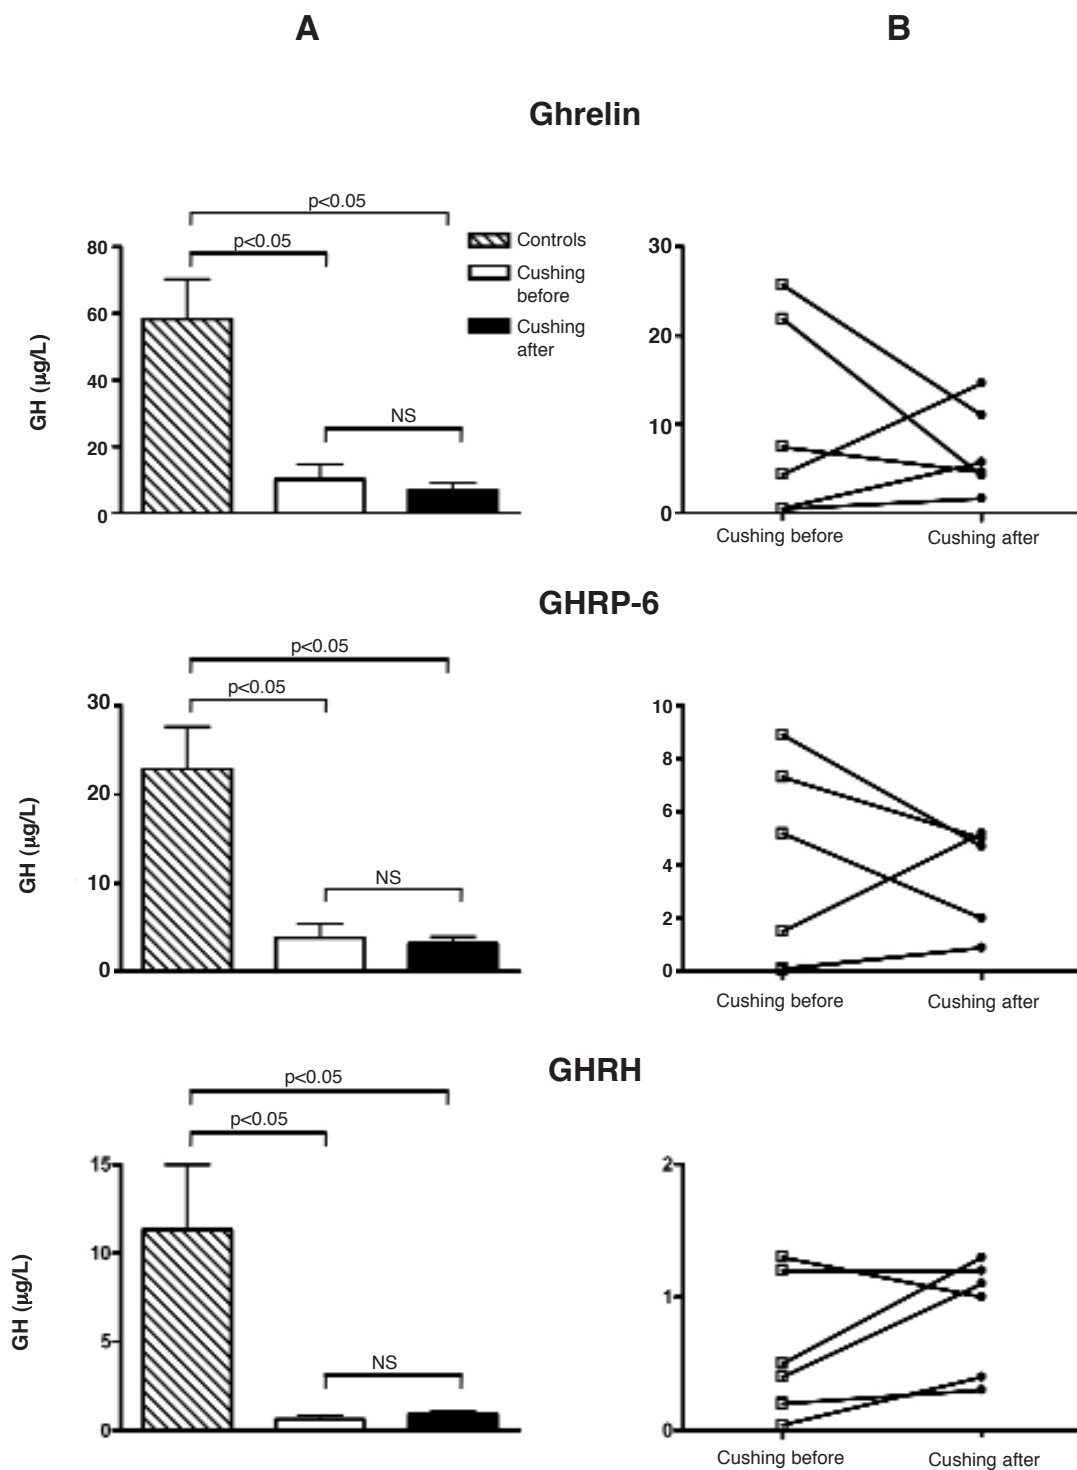 A
B
Ghrelin
p<0.05
p<0.05
Controls
Cushing
before
Cushing
after
NS
GH (µg/L)
80
60
40
20
0
30
20
10
0
Cushing before
Cushing after
GHRP-6
p<0.05
p<0.05
NS
GH (µg/L)
30
20
10
0
10
8
6
4
2
0
Cushing before
Cushing after
GHRH
p<0.05
p<0.05
NS
GH (µg/L)
15
10
5
0
2
1
0
Cushing before
Cushing after